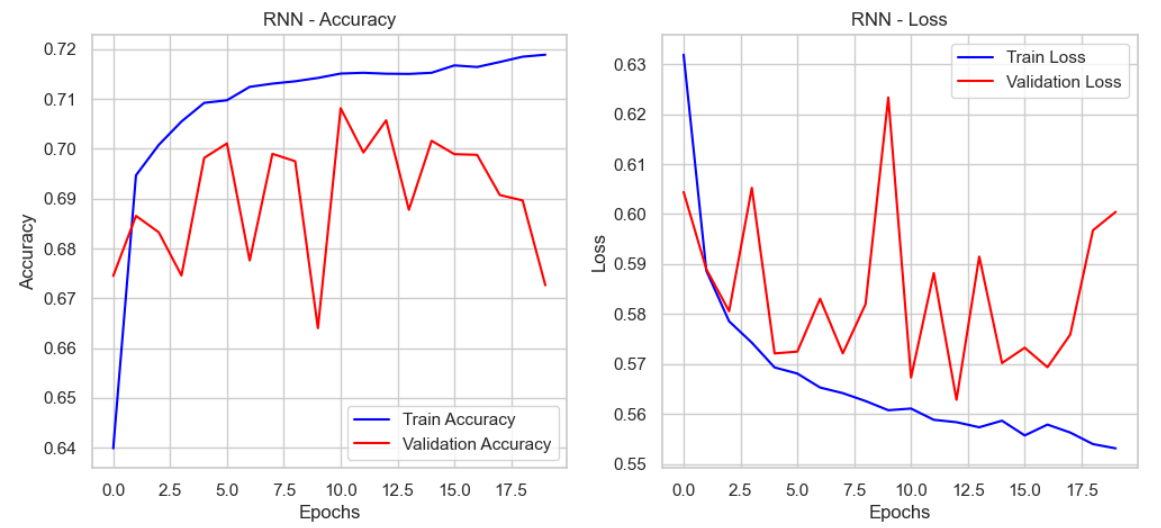 RNN - Accuracy
0.72
0.71
0.70
0.69
0.68
0.67
0.66
0.65
0.64
Accuracy
Train Accuracy
Validation Accuracy
0.0 2.5 5.0 7.5 10.0 12.5 15.0 17.5
Epochs
RNN - Loss
0.63
0.62
0.61
0.60
0.59
0.58
0.57
0.56
0.55
Loss
Train Loss
Validation Loss
0.0 2.5 5.0 7.5 10.0 12.5 15.0 17.5
Epochs